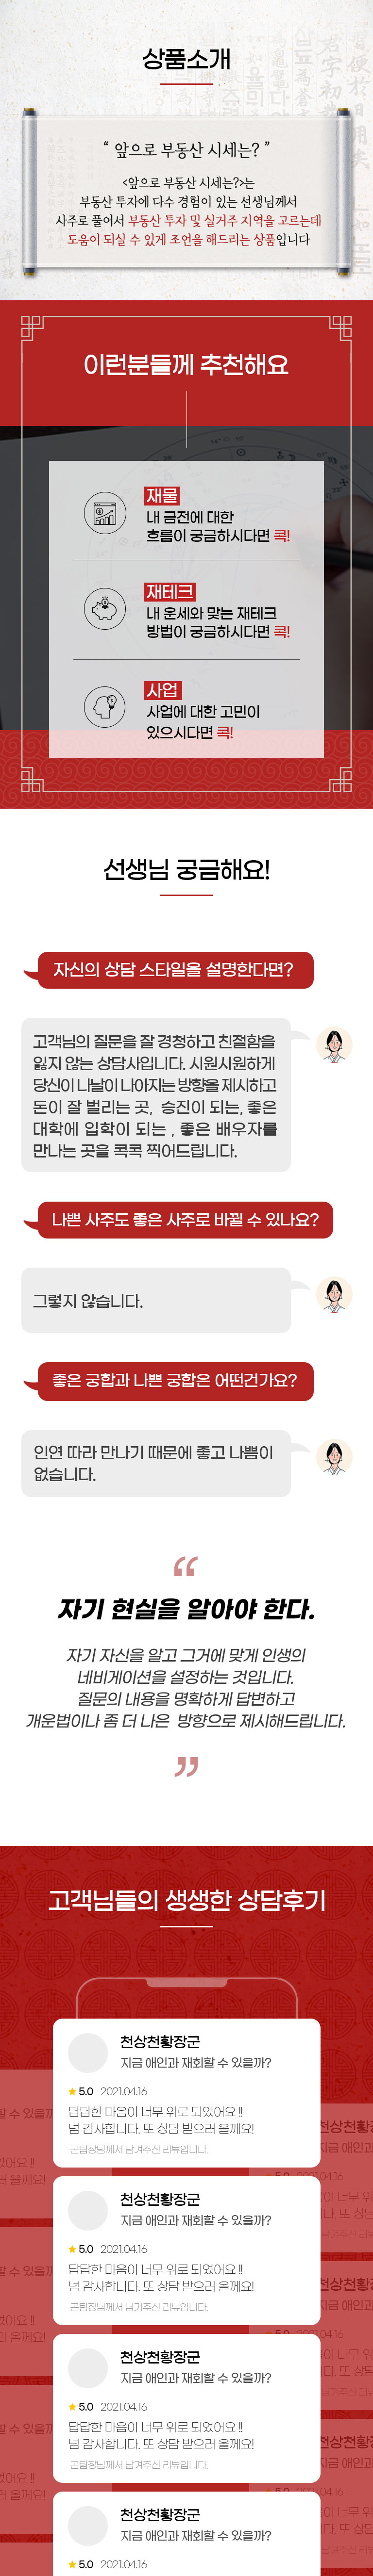 상품소개
“ 앞으로 부동산 시세는? ”
<앞으로 부동산 시세는?>는
부동산 투자에 다수 경험이 있는 선생님께서
사주로 풀어서 부동산 투자 및 실거주 지역을 고르는데
도움이 되실 수 있게 조언을 해드리는 상품입니다
이런분들께 추천해요
재물
내 금전에 대한
흐름이 궁금하시다면 콕!
재테크
내 운세와 맞는 재테크
방법이 궁금하시다면 콕!
사업
사업에 대한 고민이
있으시다면 콕!
선생님 궁금해요!
자신의 상담 스타일을 설명한다면?
고객님의 질문을 잘 경청하고 친절함을
잃지 않는 상담사입니다. 시원시원하게
당신이 나날이 나아지는 방향을 제시하고
돈이 잘 벌리는 곳, 승진이 되는, 좋은
대학에 입학이 되는 , 좋은 배우자를
만나는 곳을 콕콕 찍어드립니다.
나쁜 사주도 좋은 사주로 바뀔 수 있나요?
그렇지 않습니다.
좋은 궁합과 나쁜 궁합은 어떤건가요?
인연 따라 만나기 때문에 좋고 나쁨이
없습니다.
“
자기 현실을 알아야 한다.
자기 자신을 알고 그거에 맞게 인생의
네비게이션을 설정하는 것입니다.
질문의 내용을 명확하게 답변하고
개운법이나 좀 더 나은 방향으로 제시해드립니다.
”
고객님들의 생생한 상담후기
천상천황장군
지금 애인과 재회할 수 있을까?
★ 5.0 2021.04.16
답답한 마음이 너무 위로 되었어요 !!
넘 감사합니다. 또 상담 받으러 올께요!
곤팀장님께서 남겨주신 리뷰입니다.
천상천황장군
지금 애인과 재회할 수 있을까?
★ 5.0 2021.04.16
답답한 마음이 너무 위로 되었어요 !!
넘 감사합니다. 또 상담 받으러 올께요!
곤팀장님께서 남겨주신 리뷰입니다.
천상천황장군
지금 애인과 재회할 수 있을까?
★ 5.0 2021.04.16
답답한 마음이 너무 위로 되었어요 !!
넘 감사합니다. 또 상담 받으러 올께요!
곤팀장님께서 남겨주신 리뷰입니다.
천상천황장군
지금 애인과 재회할 수 있을까?
★ 5.0 2021.04.16